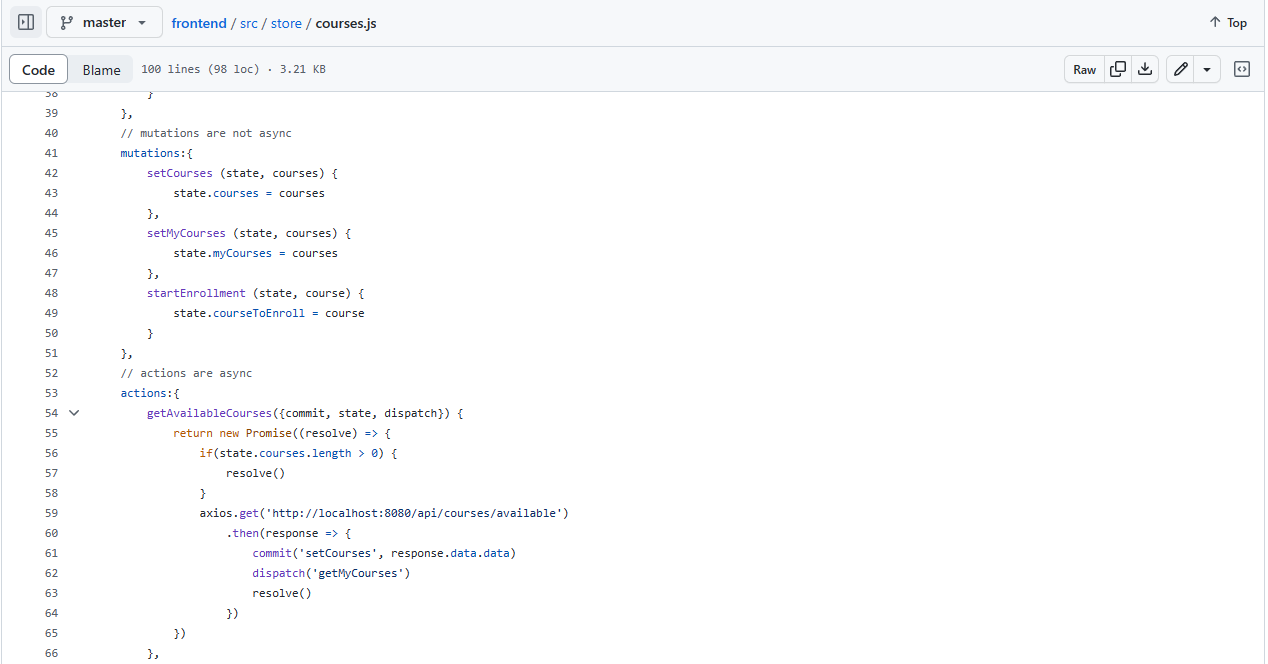 master frontend / src / store / courses.js Top
Code Blame 100 lines (98 loc) · 3.21 KB Raw
38 }
39 },
40 // mutations are not async
41 mutations:{
42 setCourses (state, courses) {
43 state.courses = courses
44 },
45 setMyCourses (state, courses) {
46 state.myCourses = courses
47 },
48 startEnrollment (state, course) {
49 state.courseToEnroll = course
50 }
51 },
52 // actions are async
53 actions:{
54 getAvailableCourses({commit, state, dispatch}) {
55 return new Promise((resolve) => {
56 if(state.courses.length > 0) {
57 resolve()
58 }
59 axios.get('http://localhost:8080/api/courses/available')
60 .then(response => {
61 commit('setCourses', response.data.data)
62 dispatch('getMyCourses')
63 resolve()
64 })
65 })
66 },